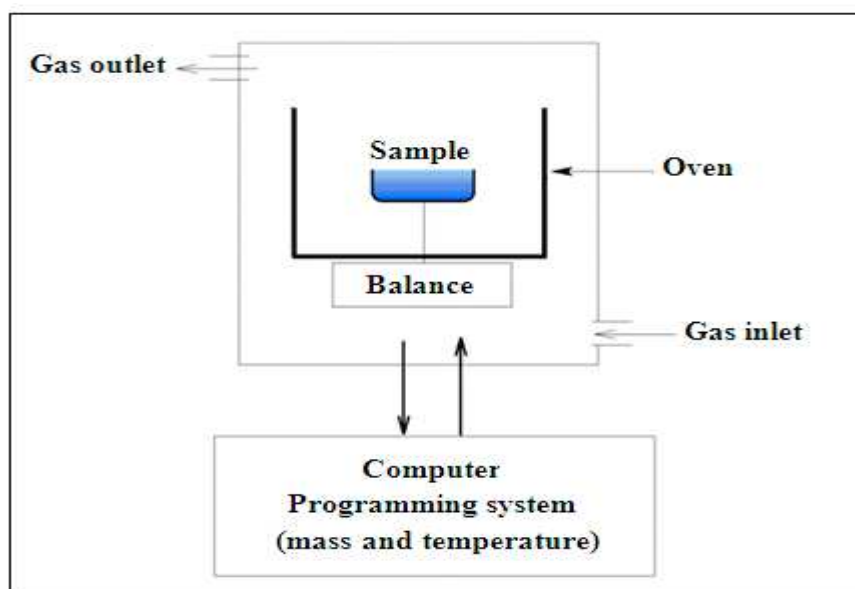 Gas outlet
Sample
Oven
Balance
Gas inlet
Computer
Programming system
(mass and temperature)